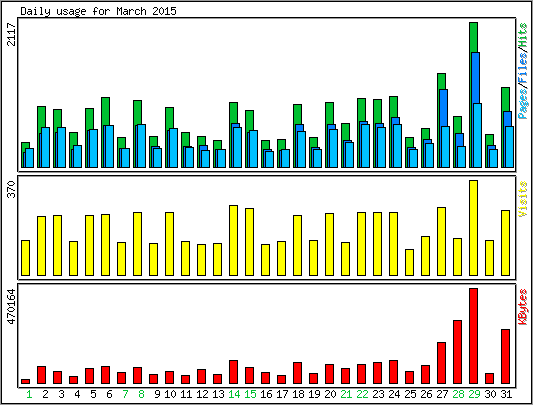 Daily usage for March 2015
2117
Pages/Files/Hits
370
Visits
470164
KBytes
1 2 3 4 5 6 7 8 9 10 11 12 13 14 15 16 17 18 19 20 21 22 23 24 25 26 27 28 29 30 31